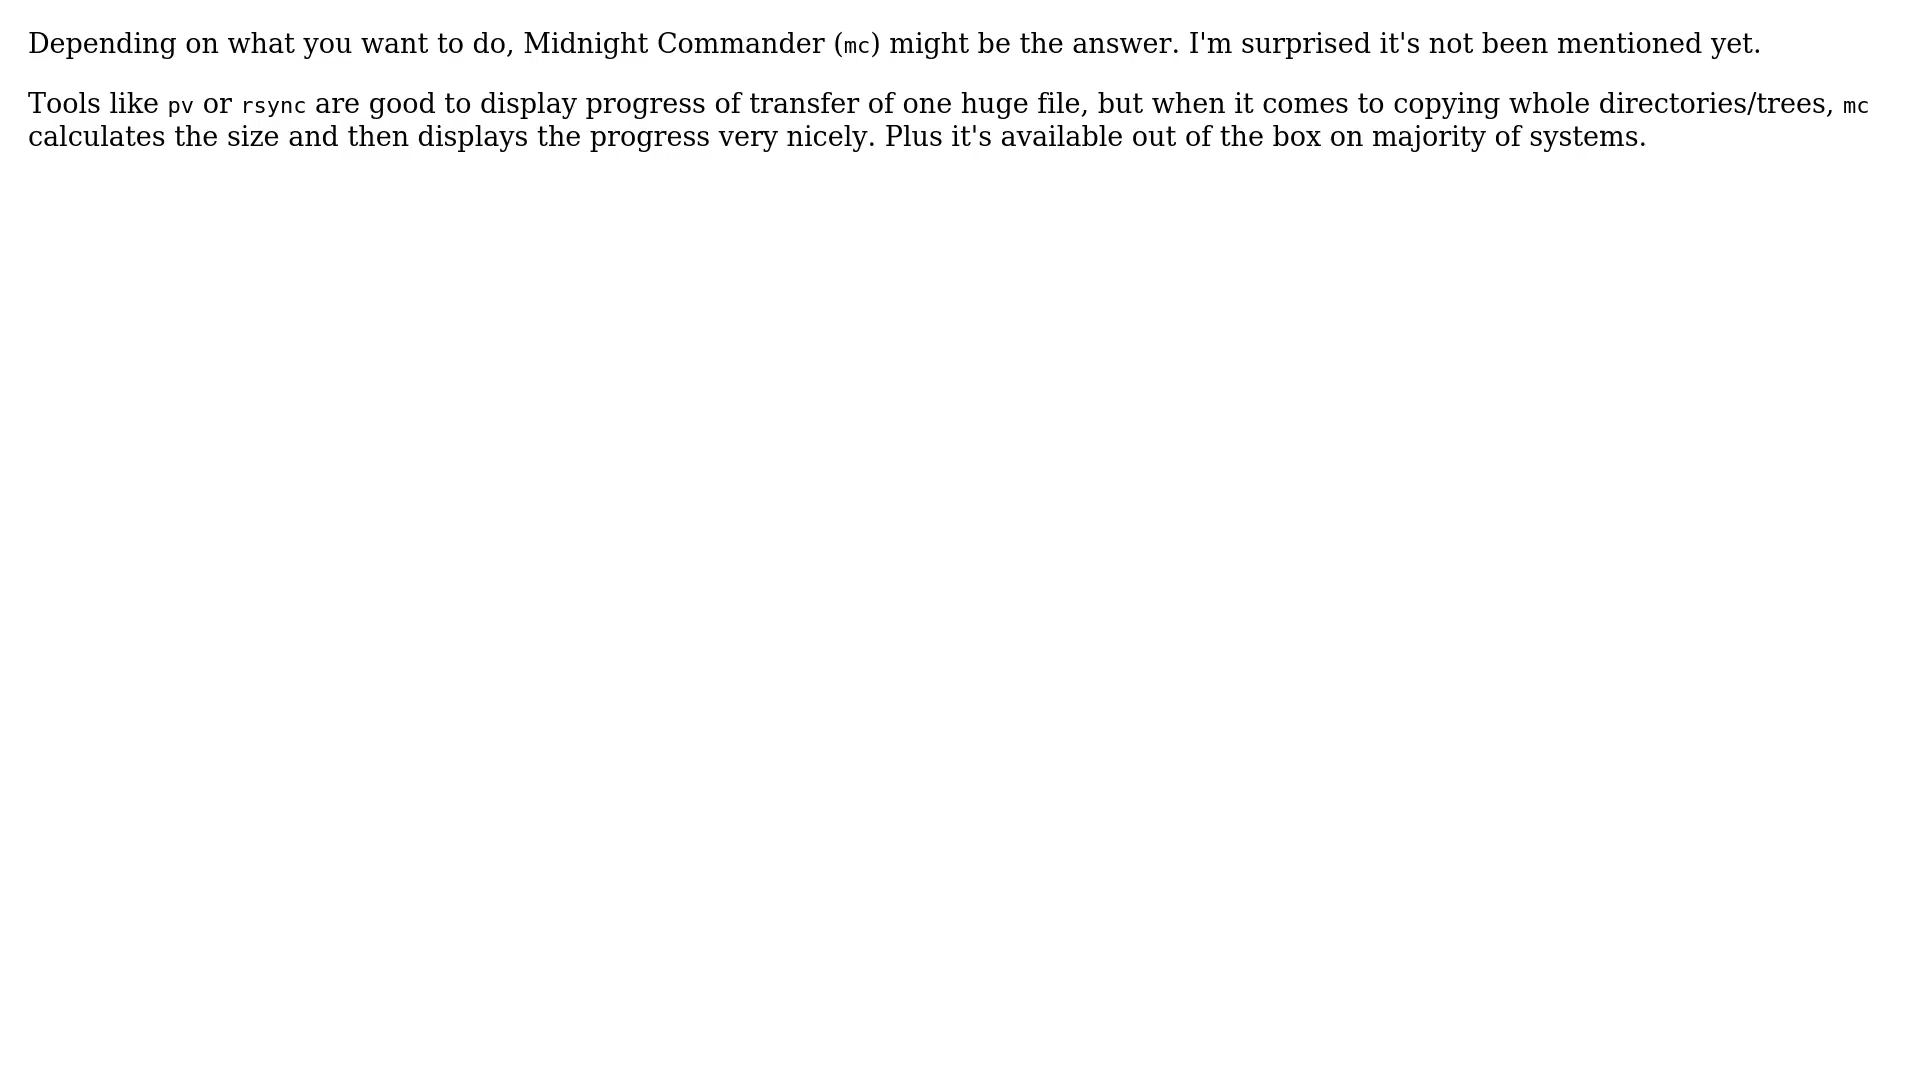 Depending on what you want to do, Midnight Commander (mc) might be the answer. I'm surprised it's not been mentioned yet.
Tools like pv or rsync are good to display progress of transfer of one huge file, but when it comes to copying whole directories/trees, mc
calculates the size and then displays the progress very nicely. Plus it's available out of the box on majority of systems.